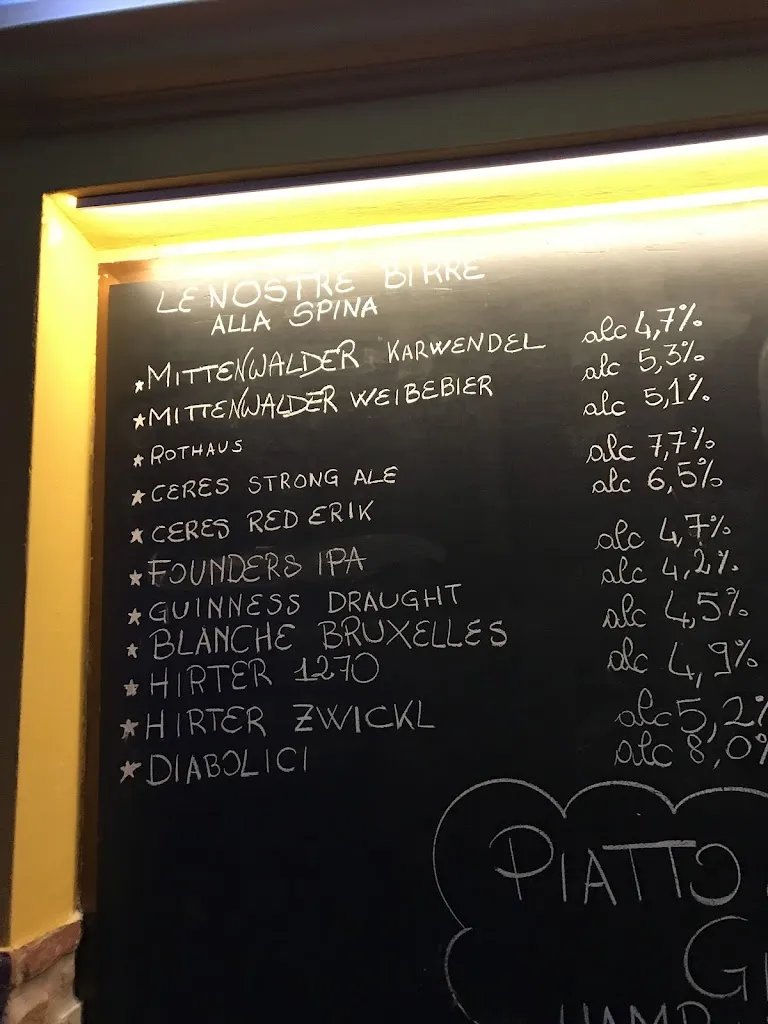 LE NOSTRE BIRRE
ALLA SPINA
★MITTENWALDER KARWENDEL alc 4,7%
★MITTENWALDER WEIBEBIER alc 5,3%
★ROTHAUS alc 5,1%
★CERES STRONG ALE alc 7,7%
★CERES RED ERIK alc 6,5%
★FOUNDERS IPA alc 4,7%
★GUINNESS DRAUGHT alc 4,2%
★BLANCHE BRUXELLES alc 4,5%
★HIRTER 1270 alc 4,9%
★HIRTER ZWICKL alc 5,2%
★DIABOLICI alc 8,0%
PIATTO